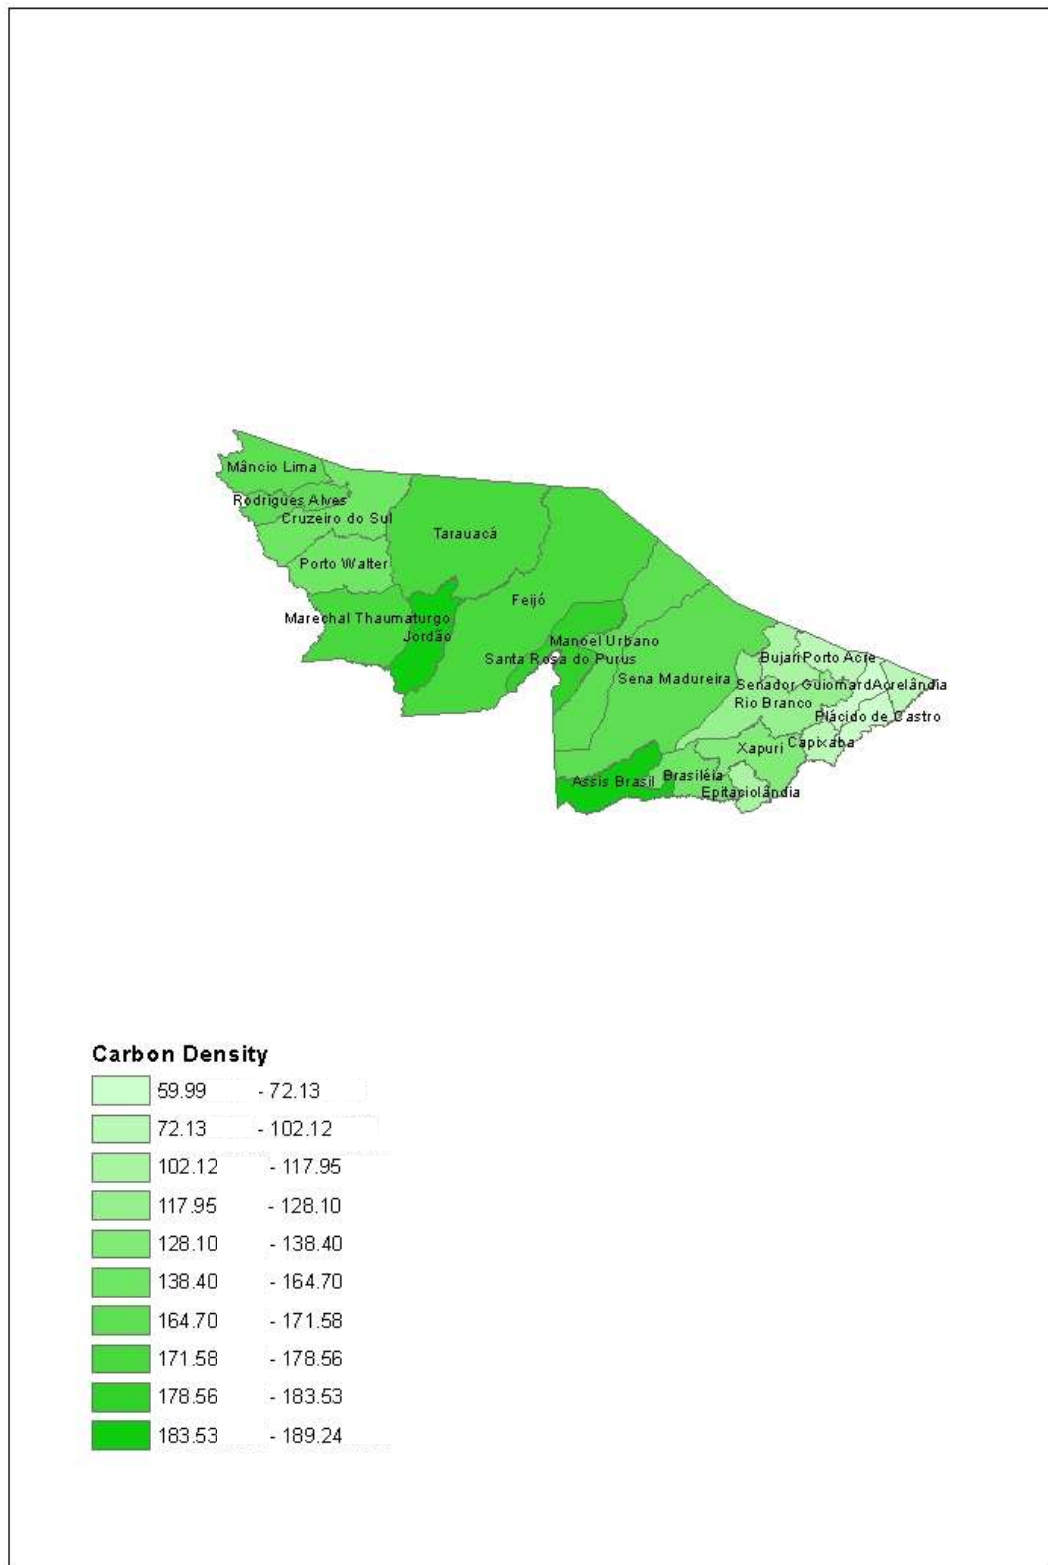 Mâncio Lima
Rodrigues Alves
Cruzeiro do Sul
Tarauacá
Porto Walter
Feijó
Marechal Thaumaturgo
Jordão
Manoel Urbano
Santa Rosa do Purus
Sena Madureira
Bujari
Porto Acre
Senador Guiomard
Acrelândia
Rio Branco
Plácido de Castro
Xapuri
Capixaba
Assis Brasil
Brasiléia
Epitaciolândia
Carbon Density
59.99 - 72.13
72.13 - 102.12
102.12 - 117.95
117.95 - 128.10
128.10 - 138.40
138.40 - 164.70
164.70 - 171.58
171.58 - 178.56
178.56 - 183.53
183.53 - 189.24